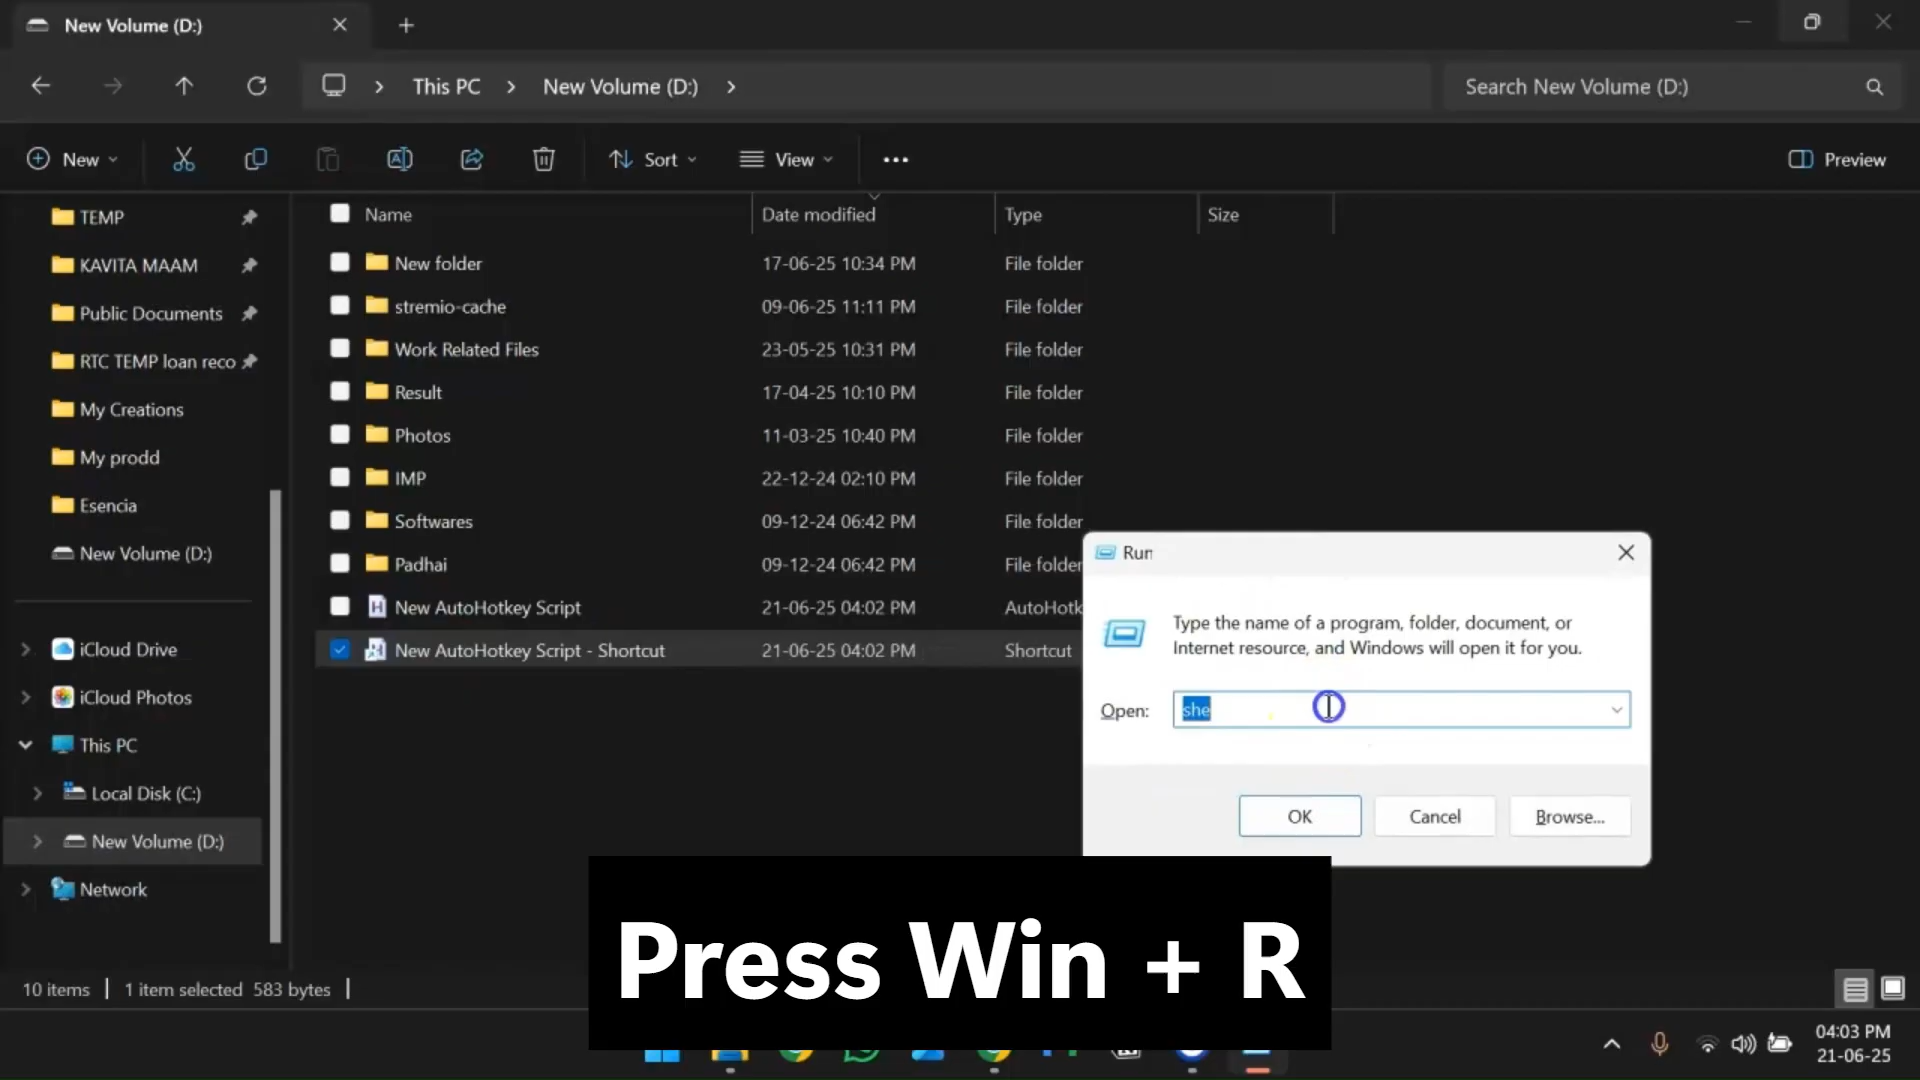 New Volume (D:)
This PC
New Volume (D:)
Search New Volume (D:)
New
Sort
View
Preview
TEMP
KAVITA MAAM
Public Documents
RTC TEMP loan reco
My Creations
My prodd
Esencia
New Volume (D:)
iCloud Drive
iCloud Photos
This PC
Local Disk (C:)
New Volume (D:)
Network
Name Date modified Type Size
New folder 17-06-25 10:34 PM File folder
stremio-cache 09-06-25 11:11 PM File folder
Work Related Files 23-05-25 10:31 PM File folder
Result 17-04-25 10:10 PM File folder
Photos 11-03-25 10:40 PM File folder
IMP 22-12-24 02:10 PM File folder
Softwares 09-12-24 06:42 PM File folder
Padhai 09-12-24 06:42 PM File folder
New AutoHotkey Script 21-06-25 04:02 PM AutoHotk
New AutoHotkey Script - Shortcut 21-06-25 04:02 PM Shortcut
Run
Type the name of a program, folder, document, or
Internet resource, and Windows will open it for you.
Open: she
OK Cancel Browse...
Press Win + R
10 items 1 item selected 583 bytes
04:03 PM
21-06-25